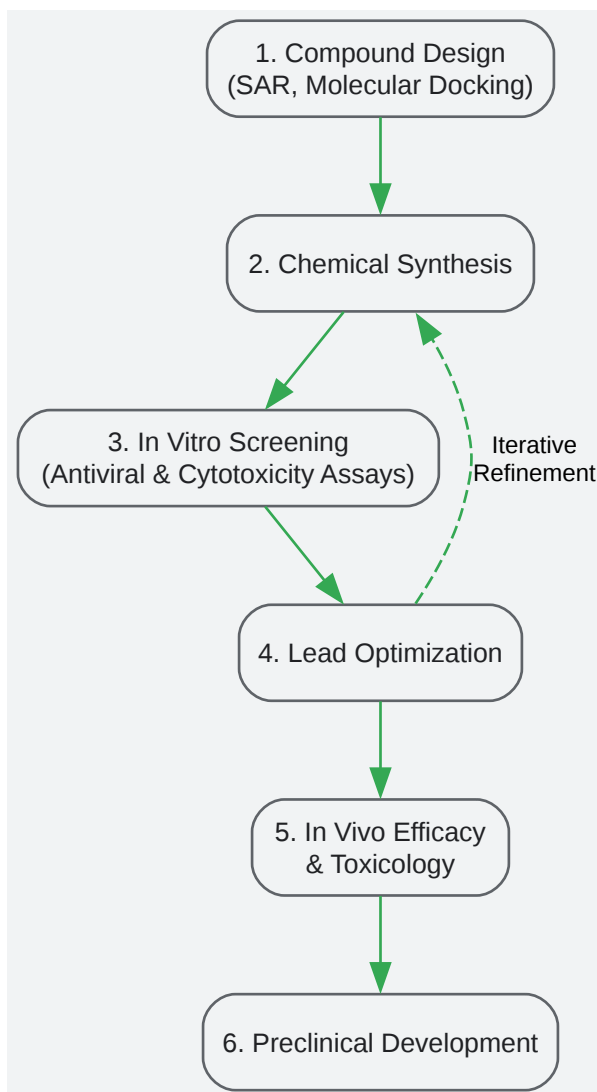 1. Compound Design
(SAR, Molecular Docking)
2. Chemical Synthesis
3. In Vitro Screening
(Antiviral & Cytotoxicity Assays)
Iterative
Refinement
4. Lead Optimization
5. In Vivo Efficacy
& Toxicology
6. Preclinical Development